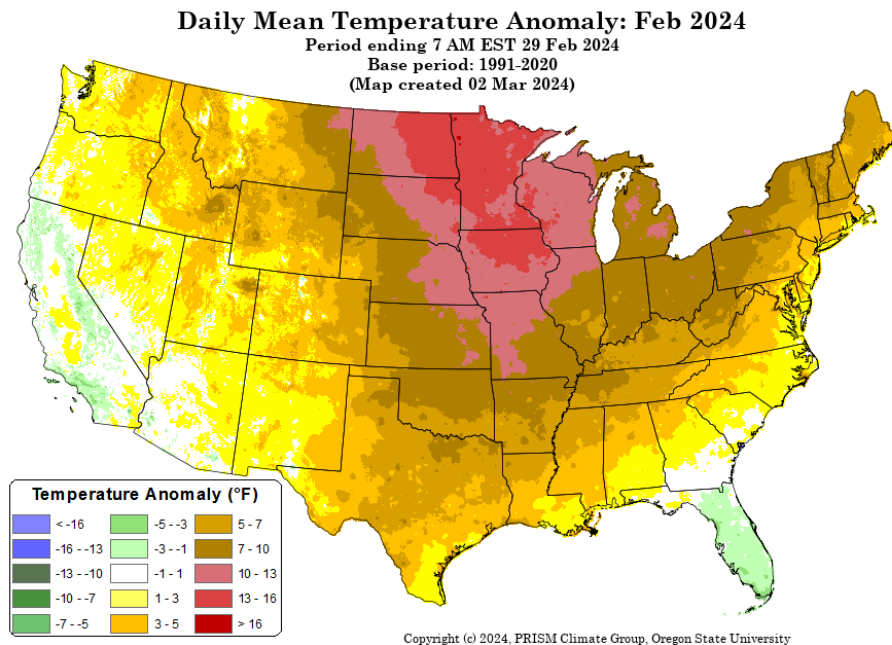 Daily Mean Temperature Anomaly: Feb 2024
Period ending 7 AM EST 29 Feb 2024
Base period: 1991-2020
(Map created 02 Mar 2024)
Temperature Anomaly (°F)
< -16
-16 - -13
-13 - -10
-10 - -7
-7 - -5
-5 - -3
-3 - -1
-1 - 1
1 - 3
3 - 5
5 - 7
7 - 10
10 - 13
13 - 16
> 16
Copyright (c) 2024, PRISM Climate Group, Oregon State University